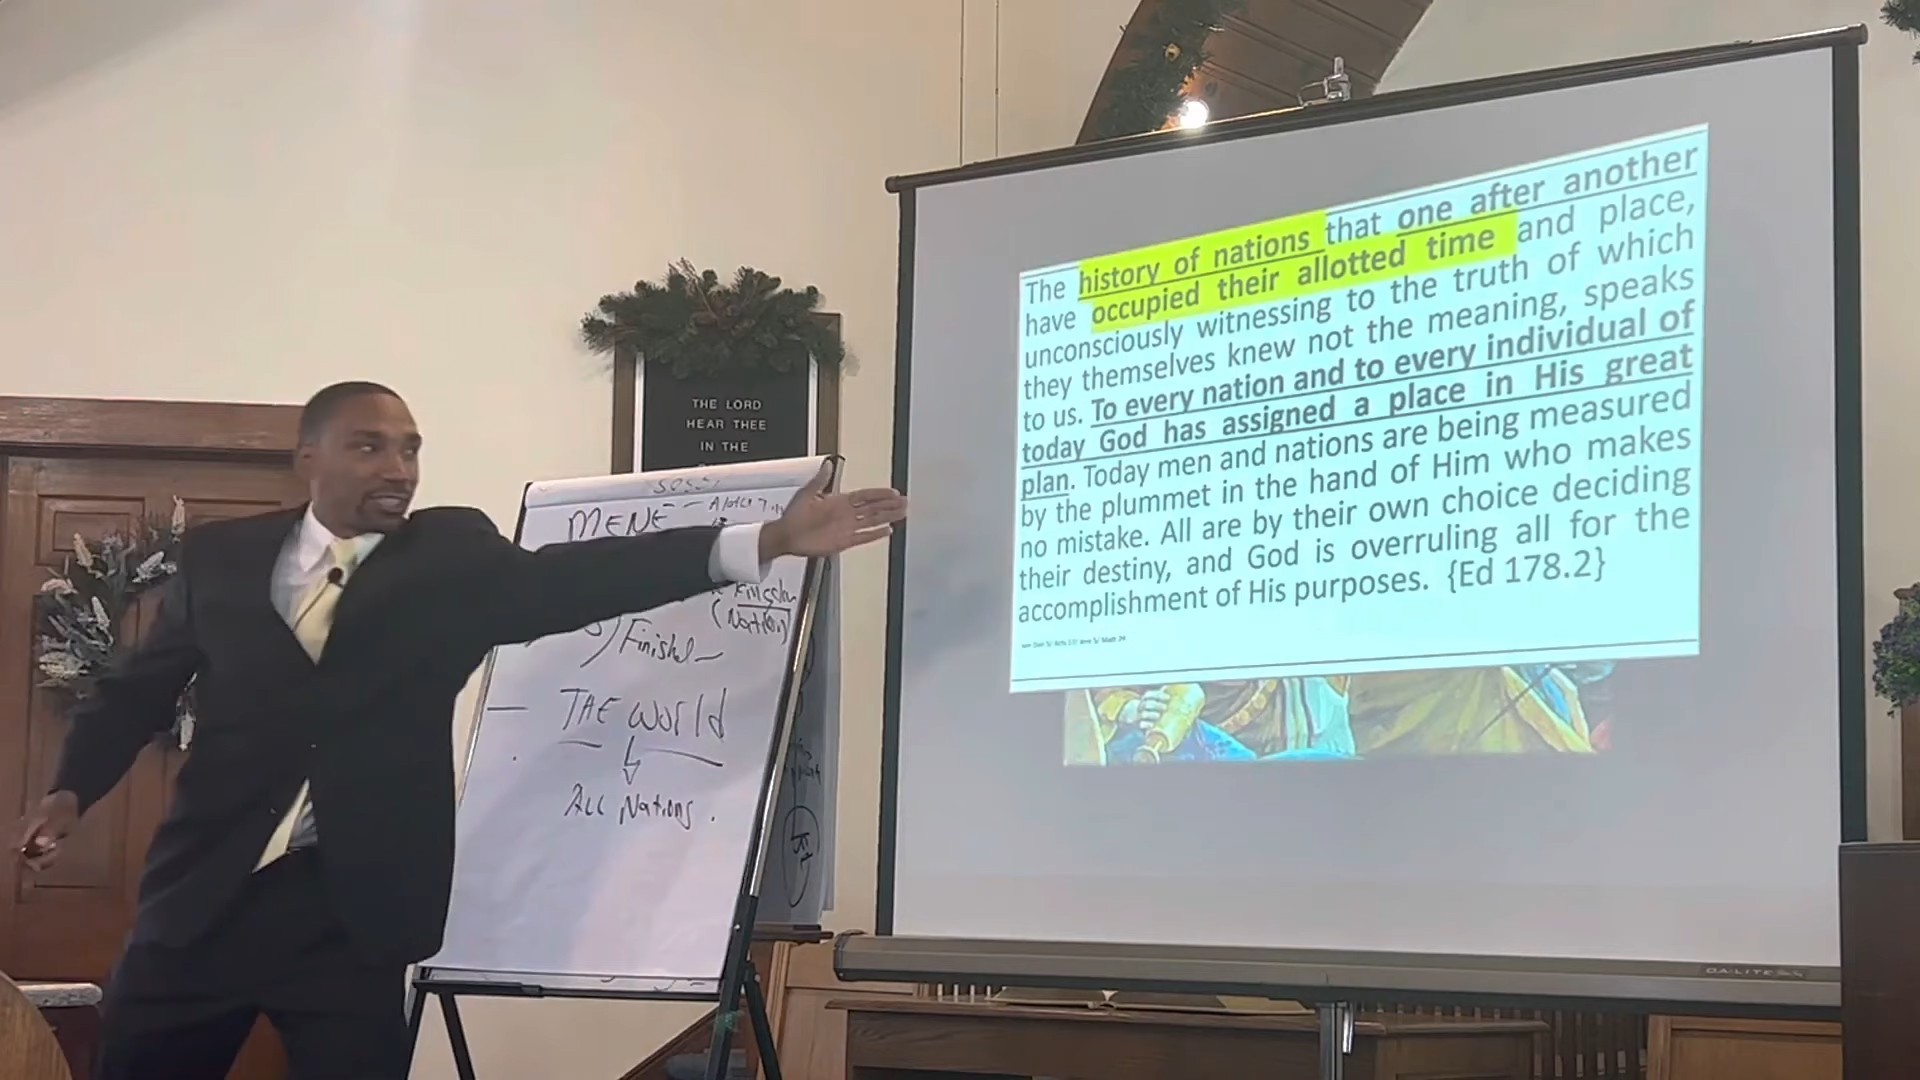 THE LORD
HEAR THEE
IN THE
MENE —
Kingdom
(Nation)
Finished —
— THE WORLD
ALL Nations.
The history of nations that one after another
have occupied their allotted time and place,
unconsciously witnessing to the truth of which
they themselves knew not the meaning, speaks
to us. To every nation and to every individual of
today God has assigned a place in His great
plan. Today men and nations are being measured
by the plummet in the hand of Him who makes
no mistake. All are by their own choice deciding
their destiny, and God is overruling all for the
accomplishment of His purposes. {Ed 178.2}
DA-LITE